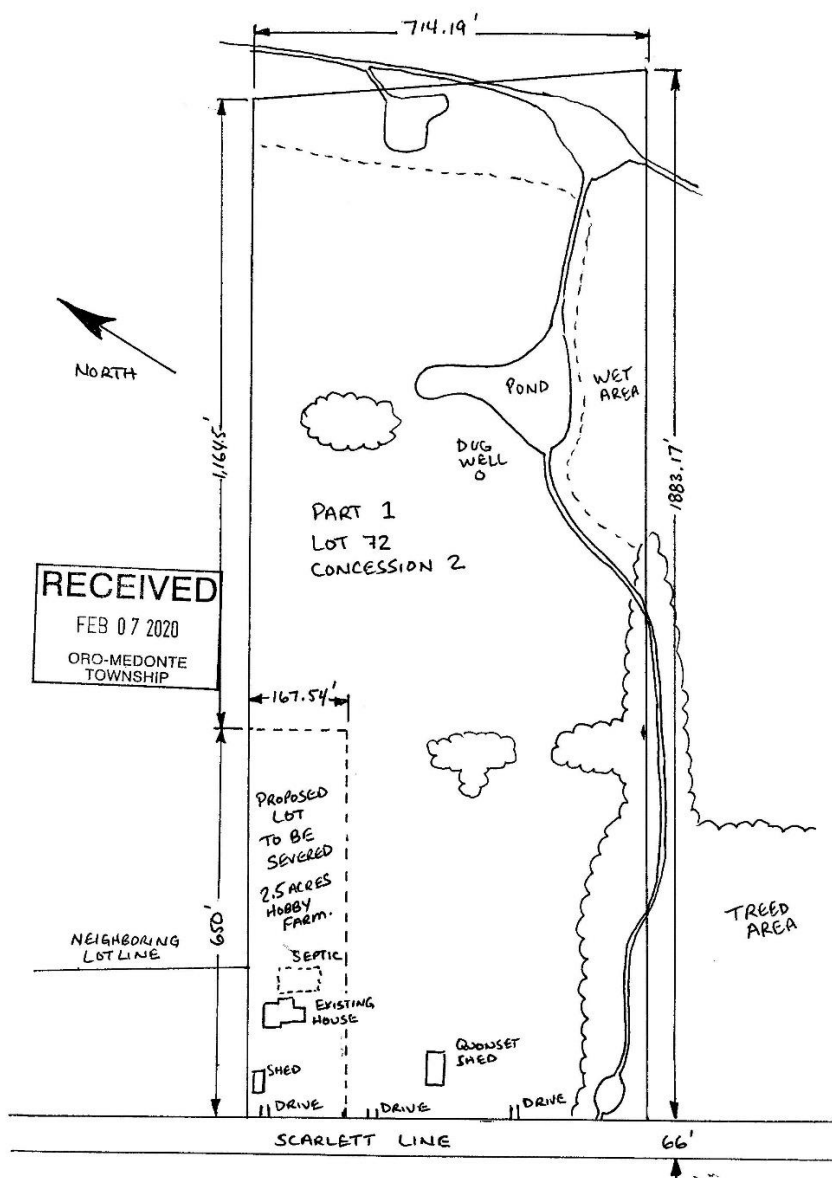 714.19'
NORTH
1,164.5'
POND
WET
AREA
DUG
WELL
1883.17'
PART 1
LOT 72
CONCESSION 2
RECEIVED
FEB 07 2020
ORO-MEDONTE
TOWNSHIP
167.54'
PROPOSED
LOT
TO BE
SEVERED
2.5 ACRES
HOBBY
FARM.
650'
TREED
AREA
NEIGHBORING
LOT LINE
SEPTIC
EXISTING
HOUSE
QUONSET
SHED
SHED
DRIVE
DRIVE
DRIVE
SCARLETT LINE
66'